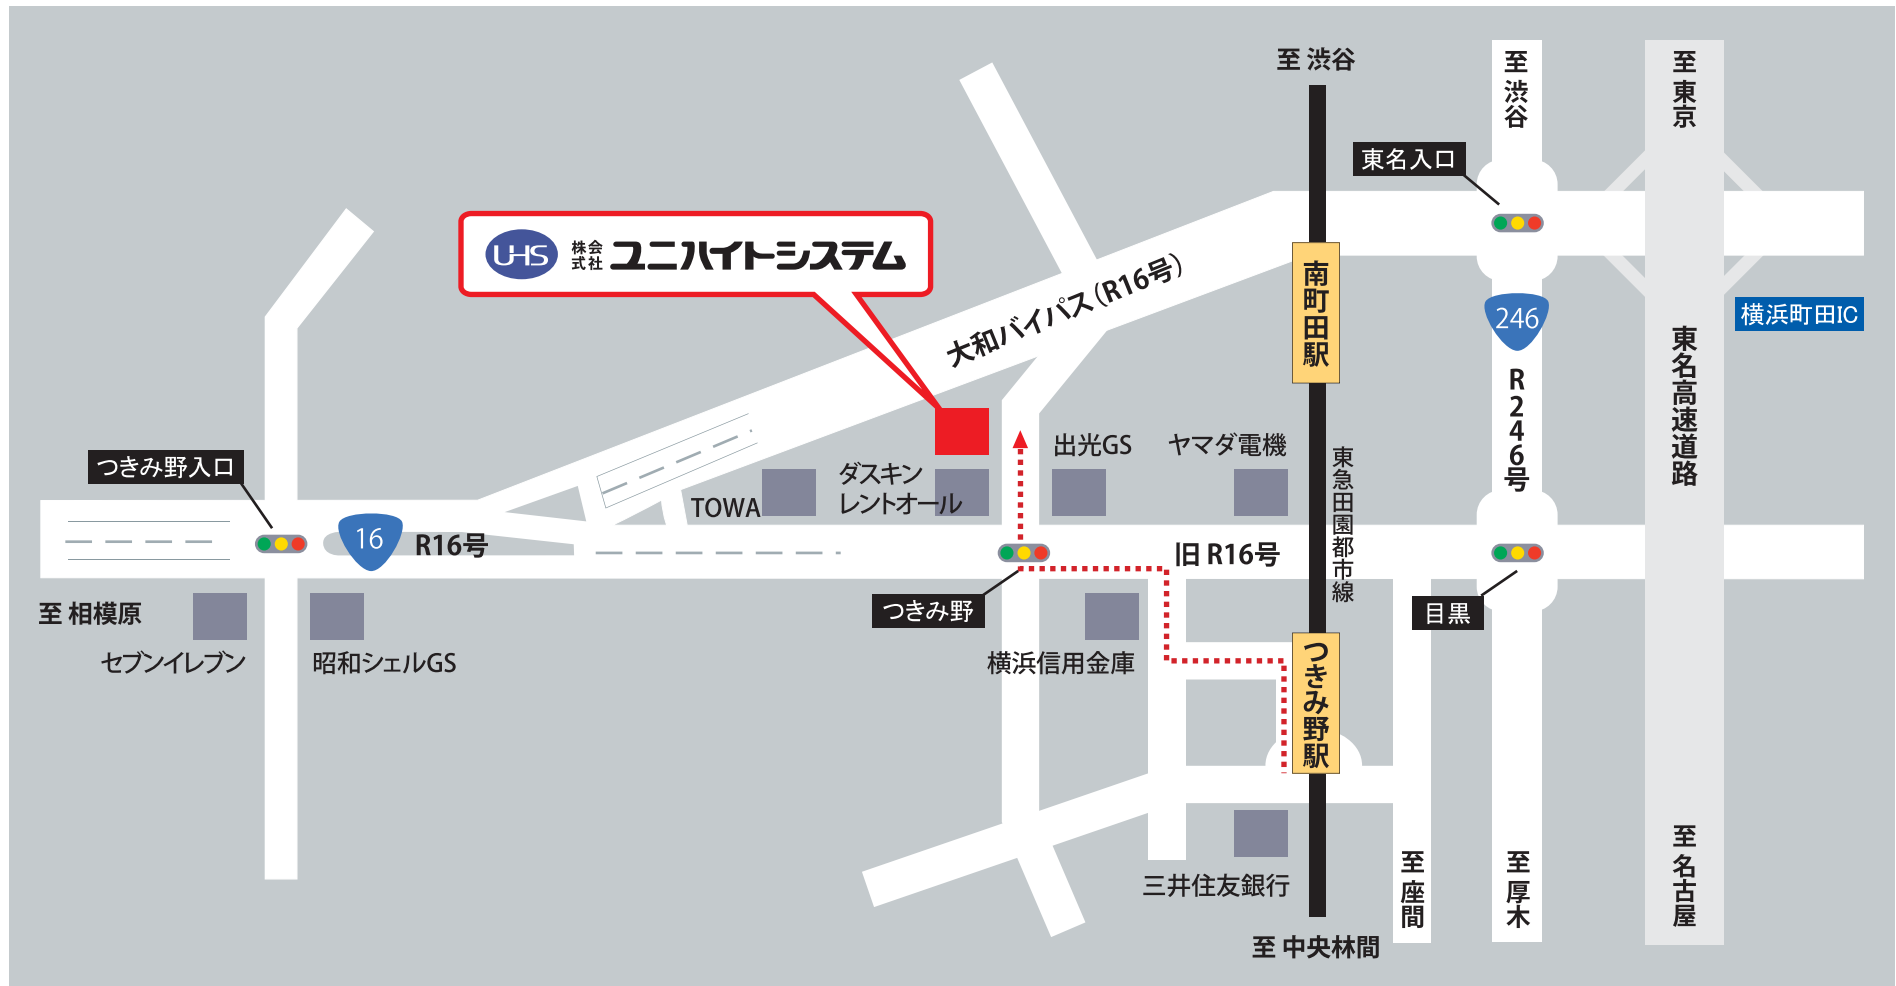 至 渋谷
至 渋谷
至 東京
東名入口
UHS
株式会社 ユニハイトシステム
大和バイパス(R16号)
南町田駅
246
横浜町田IC
R246号
東名高速道路
つきみ野入口
ダスキン
レントオール
出光GS
ヤマダ電機
東急田園都市線
TOWA
16
R16号
旧 R16号
至 相模原
つきみ野
目黒
セブンイレブン
昭和シェルGS
横浜信用金庫
つきみ野駅
三井住友銀行
至 座間
至 厚木
至 名古屋
至 中央林間